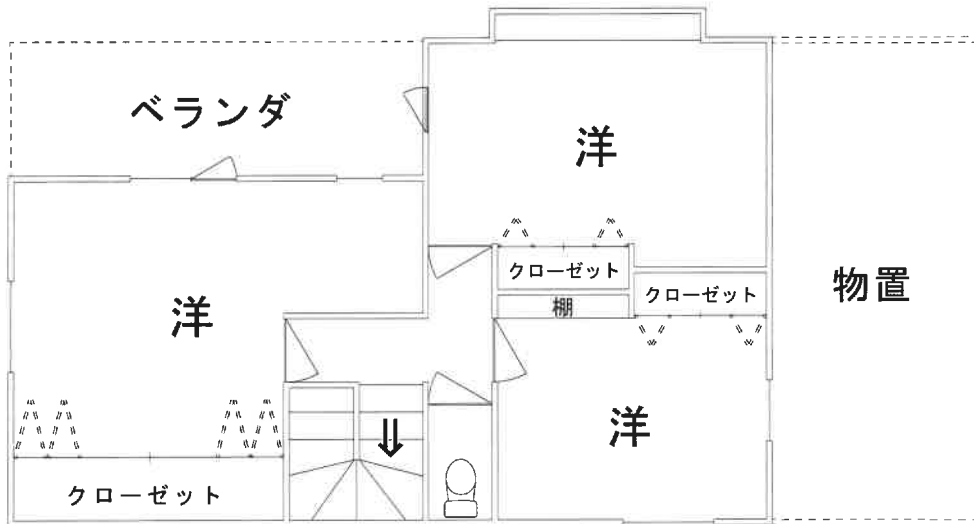 ベランダ
洋
クローゼット
棚
クローゼット
物置
洋
洋
クローゼット